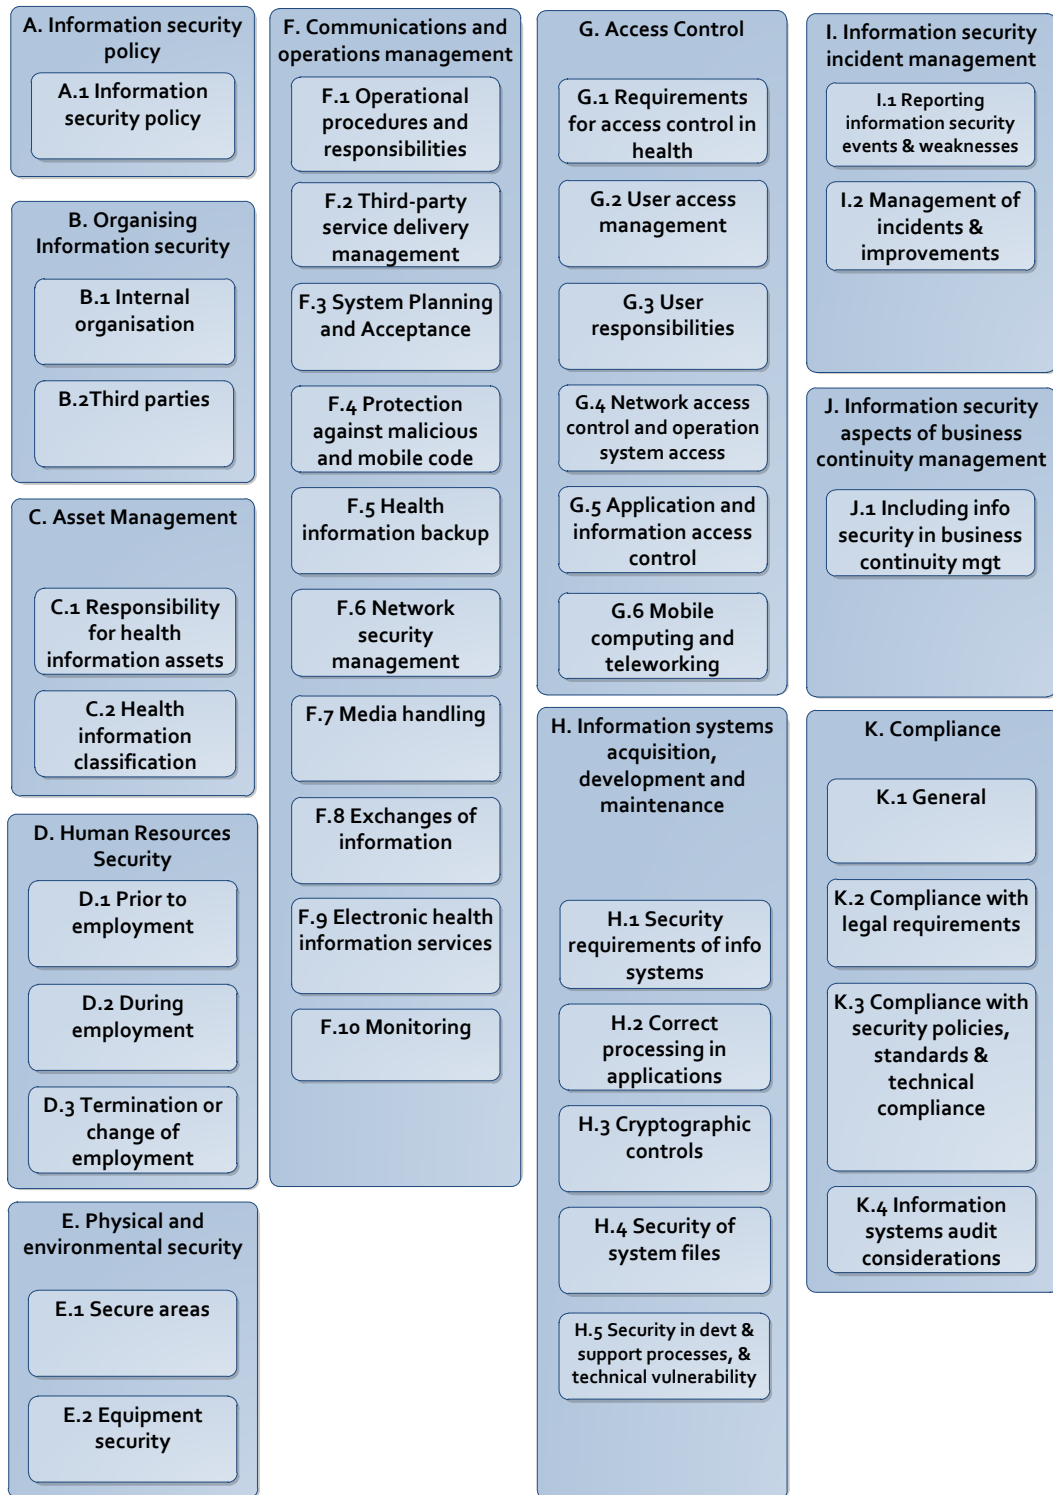 A. Information security
policy
A.1 Information
security policy
B. Organising
Information security
B.1 Internal
organisation
B.2Third parties
C. Asset Management
C.1 Responsibility
for health
information assets
C.2 Health
information
classification
D. Human Resources
Security
D.1 Prior to
employment
D.2 During
employment
D.3 Termination or
change of
employment
E. Physical and
environmental security
E.1 Secure areas
E.2 Equipment
security
F. Communications and
operations management
F.1 Operational
procedures and
responsibilities
F.2 Third-party
service delivery
management
F.3 System Planning
and Acceptance
F.4 Protection
against malicious
and mobile code
F.5 Health
information backup
F.6 Network
security
management
F.7 Media handling
F.8 Exchanges of
information
F.9 Electronic health
information services
F.10 Monitoring
G. Access Control
G.1 Requirements
for access control in
health
G.2 User access
management
G.3 User
responsibilities
G.4 Network access
control and operation
system access
G.5 Application and
information access
control
G.6 Mobile
computing and
teleworking
H. Information systems
acquisition,
development and
maintenance
H.1 Security
requirements of info
systems
H.2 Correct
processing in
applications
H.3 Cryptographic
controls
H.4 Security of
system files
H.5 Security in devt &
support processes, &
technical vulnerability
I. Information security
incident management
I.1 Reporting
information security
events & weaknesses
I.2 Management of
incidents &
improvements
J. Information security
aspects of business
continuity management
J.1 Including info
security in business
continuity mgt
K. Compliance
K.1 General
K.2 Compliance with
legal requirements
K.3 Compliance with
security policies,
standards &
technical
compliance
K.4 Information
systems audit
considerations